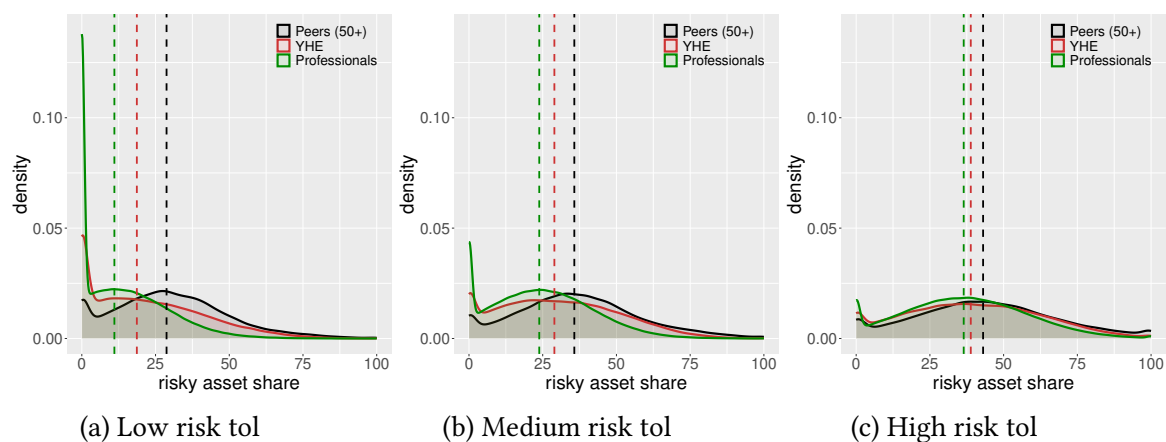 Peers (50+)
YHE
Professionals
0.10
0.05
0.00
density
0 25 50 75 100
risky asset share
(a) Low risk tol
Peers (50+)
YHE
Professionals
0.10
0.05
0.00
density
0 25 50 75 100
risky asset share
(b) Medium risk tol
Peers (50+)
YHE
Professionals
0.10
0.05
0.00
density
0 25 50 75 100
risky asset share
(c) High risk tol